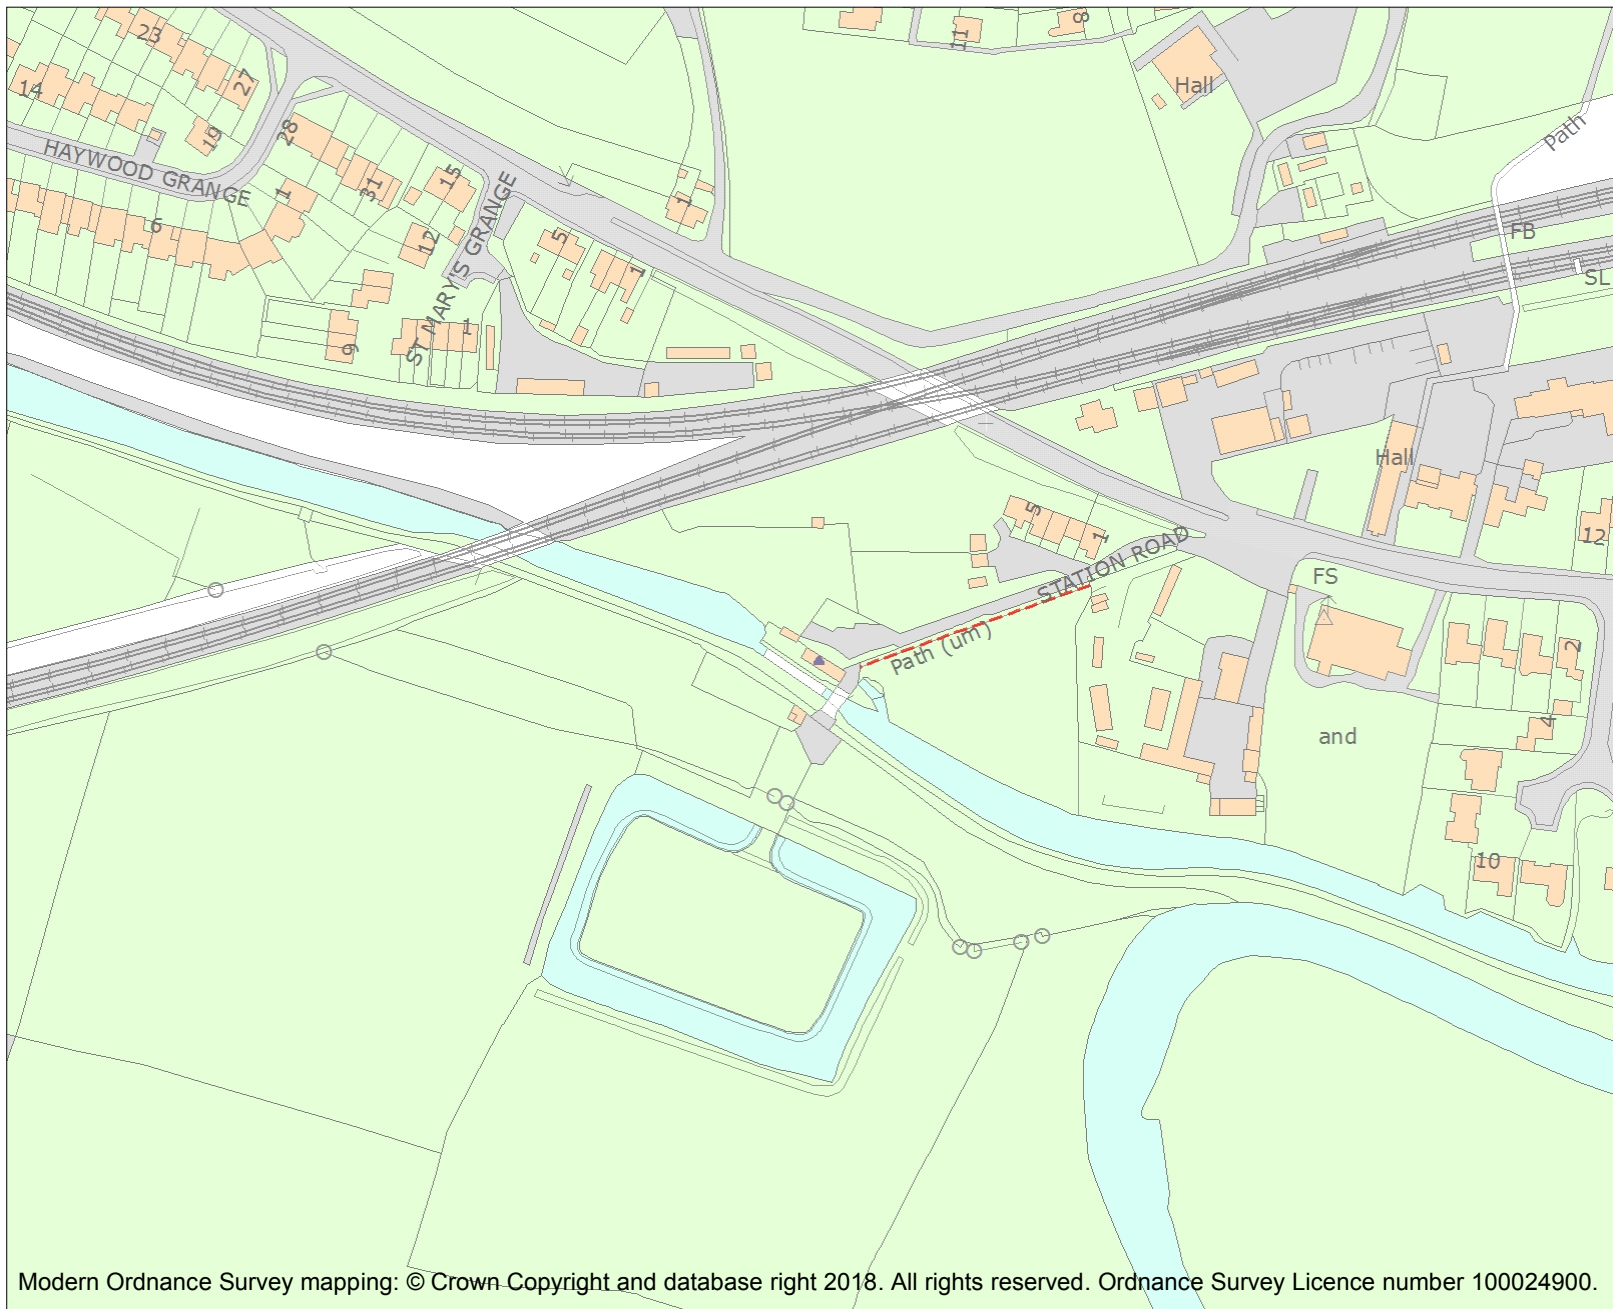 23
11
8
27
14
Hall
19
28
Path
HAYWOOD GRANGE
1
31
15
1
6
12
ST MARY'S GRANGE
5
1
FB
SL
1
9
Hall
5
1
12
STATION ROAD
FS
Path (um)
2
4
and
10
Modern Ordnance Survey mapping: © Crown Copyright and database right 2018. All rights reserved. Ordnance Survey Licence number 100024900.